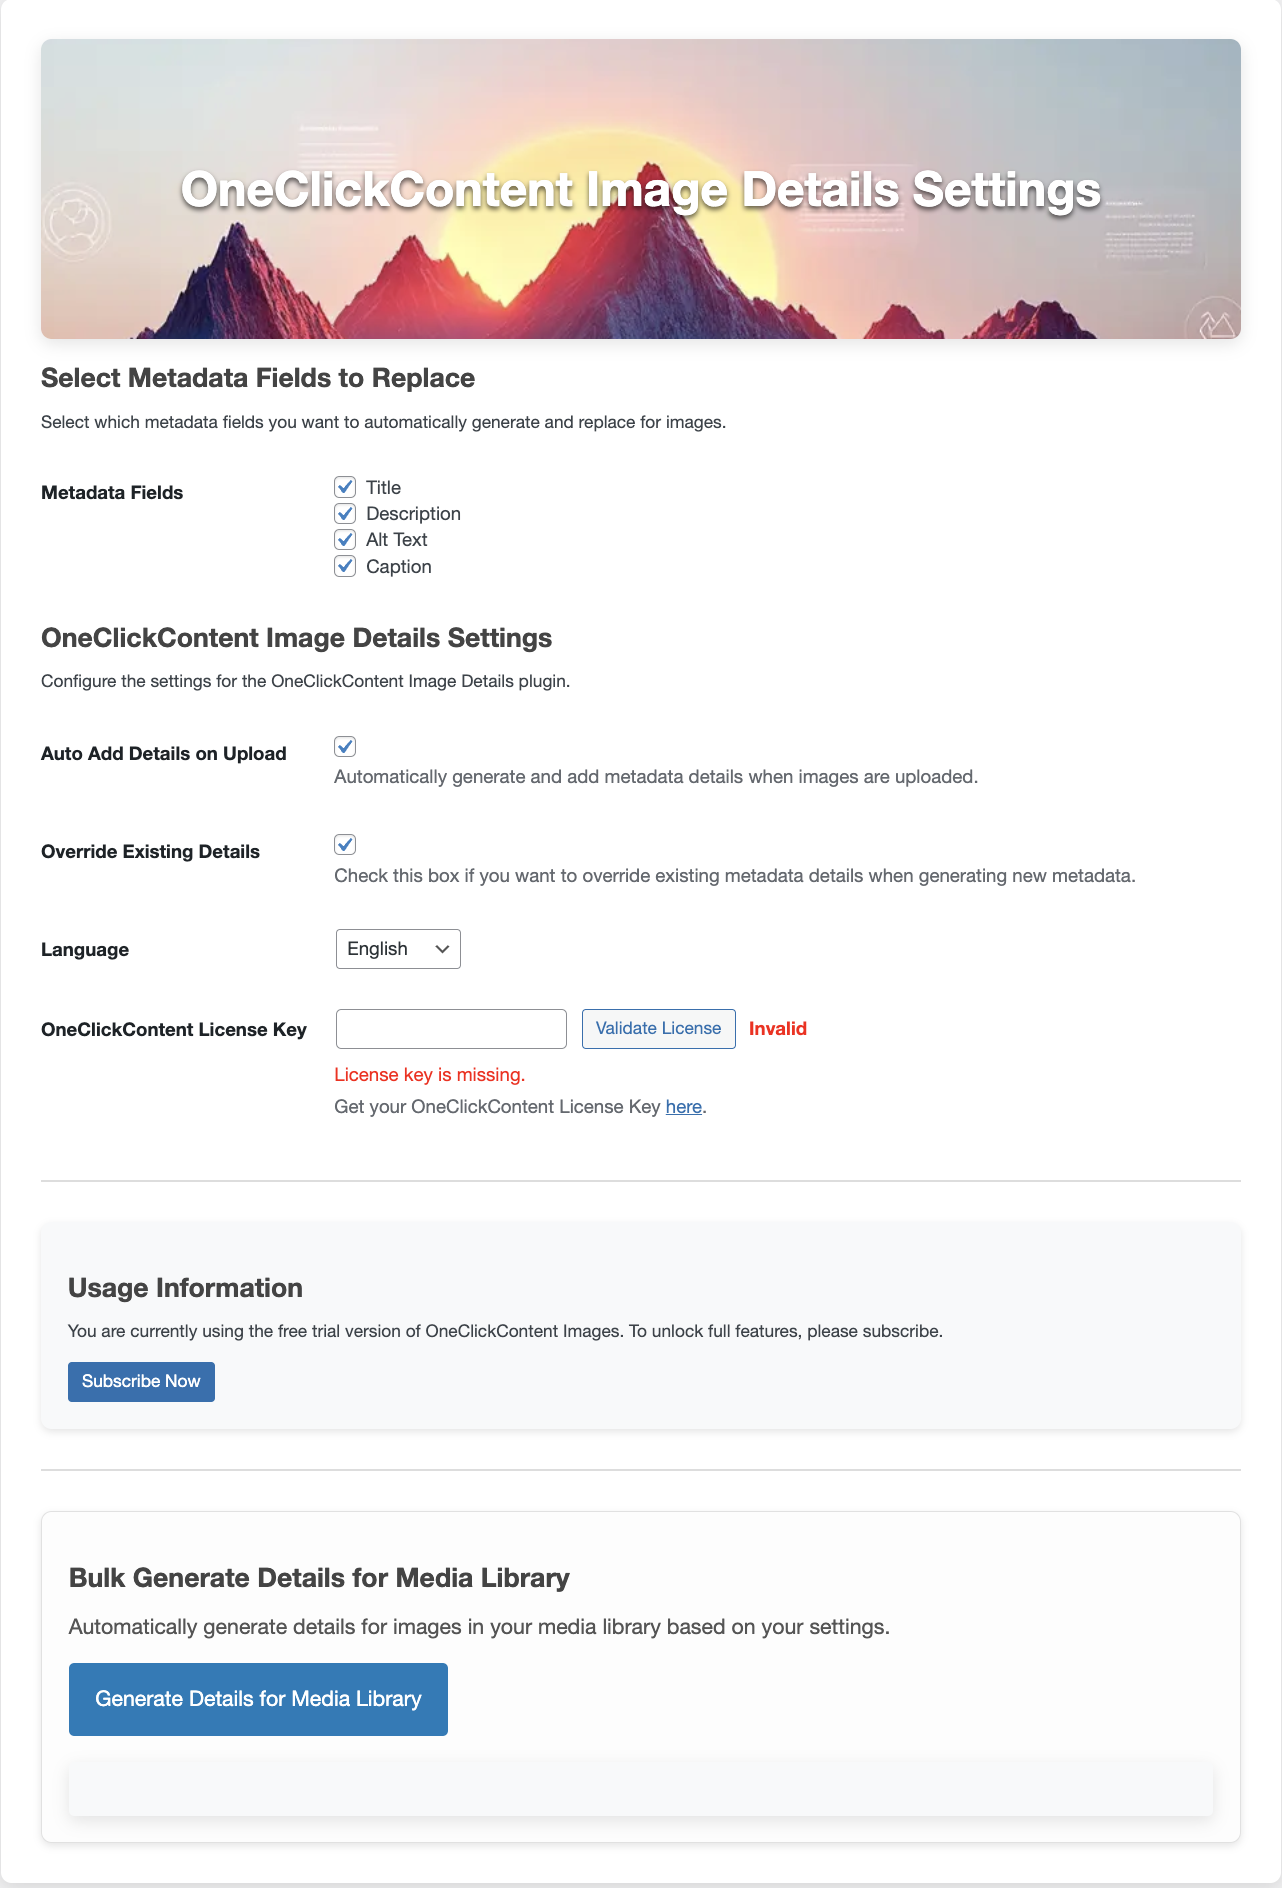 OneClickContent Image Details Settings
Select Metadata Fields to Replace
Select which metadata fields you want to automatically generate and replace for images.
Metadata Fields
Title
Description
Alt Text
Caption
OneClickContent Image Details Settings
Configure the settings for the OneClickContent Image Details plugin.
Auto Add Details on Upload
Automatically generate and add metadata details when images are uploaded.
Override Existing Details
Check this box if you want to override existing metadata details when generating new metadata.
Language
English
OneClickContent License Key
Validate License
Invalid
License key is missing.
Get your OneClickContent License Key here.
Usage Information
You are currently using the free trial version of OneClickContent Images. To unlock full features, please subscribe.
Subscribe Now
Bulk Generate Details for Media Library
Automatically generate details for images in your media library based on your settings.
Generate Details for Media Library